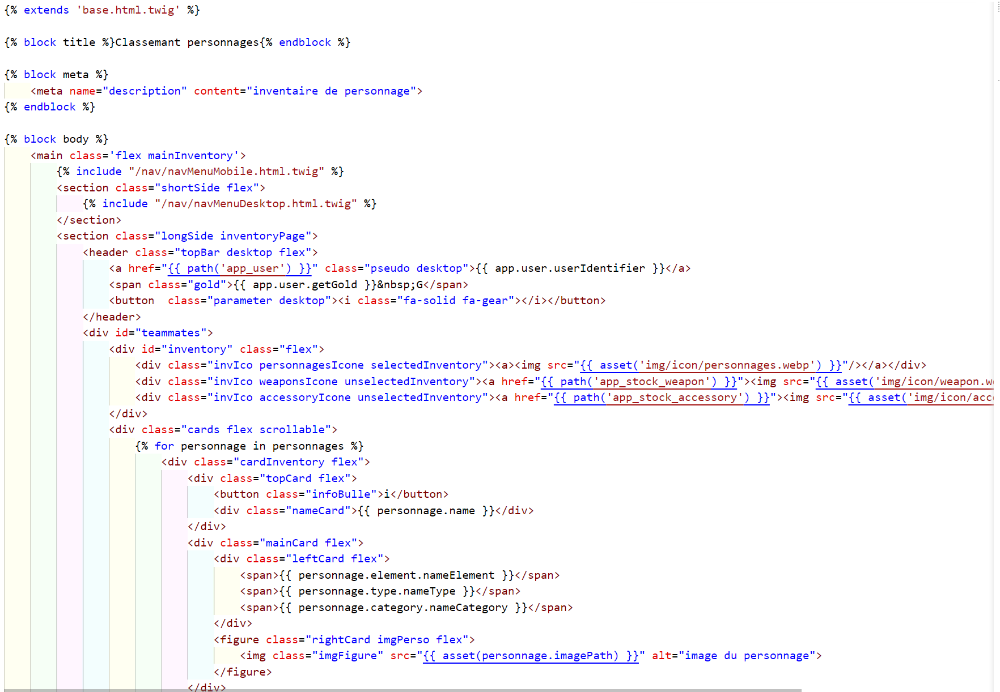 {% extends 'base.html.twig' %}
{% block title %}Classemant personnages{% endblock %}
{% block meta %}
<meta name="description" content="inventaire de personnage">
{% endblock %}
{% block body %}
<main class='flex mainInventory'>
{% include "/nav/navMenuMobile.html.twig" %}
<section class="shortSide flex">
{% include "/nav/navMenuDesktop.html.twig" %}
</section>
<section class="longSide inventoryPage">
<header class="topBar desktop flex">
<a href="{{ path('app_user') }}" class="pseudo desktop">{{ app.user.userIdentifier }}</a>
<span class="gold">{{ app.user.getGold }}&nbsp;G</span>
<button  class="parameter desktop"><i class="fa-solid fa-gear"></i></button>
</header>
<div id="teammates">
<div id="inventory" class="flex">
<div class="invIco personnagesIcone selectedInventory"><a><img src="{{ asset('img/icon/personnages.webp') }}"/></a></div>
<div class="invIco weaponsIcone unselectedInventory"><a href="{{ path('app_stock_weapon') }}"><img src="{{ asset('img/icon/weapon.w
<div class="invIco accessoryIcone unselectedInventory"><a href="{{ path('app_stock_accessory') }}"><img src="{{ asset('img/icon/acc
</div>
<div class="cards flex scrollable">
{% for personnage in personnages %}
<div class="cardInventory flex">
<div class="topCard flex">
<button class="infoBulle">i</button>
<div class="nameCard">{{ personnage.name }}</div>
</div>
<div class="mainCard flex">
<div class="leftCard flex">
<span>{{ personnage.element.nameElement }}</span>
<span>{{ personnage.type.nameType }}</span>
<span>{{ personnage.category.nameCategory }}</span>
</div>
<figure class="rightCard imgPerso flex">
<img class="imgFigure" src="{{ asset(personnage.imagePath) }}" alt="image du personnage">
</figure>
</div>